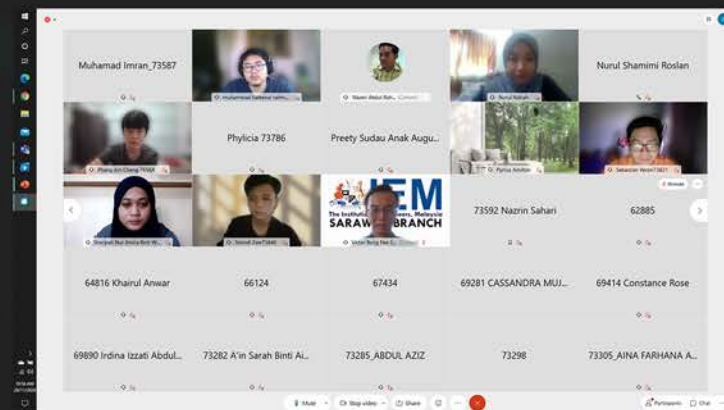 Muhamad Imran_73587
Nurul Shamimi Roslan
Phylicia 73786
Preety Sudau Anak Augu...
IEM
The Institution of Engineers, Malaysia
SARAWAK BRANCH
73592 Nazrin Sahari
62885
64816 Khairul Anwar
66124
67434
69281 CASSANDRA MUJ...
69414 Constance Rose
69890 Irdina Izzati Abdul...
73282 A'in Sarah Binti Ai...
73285_ABDUL AZIZ
73298
73305_AINA FARHANA A...
Mute
Stop video
Share
Participants
Chat